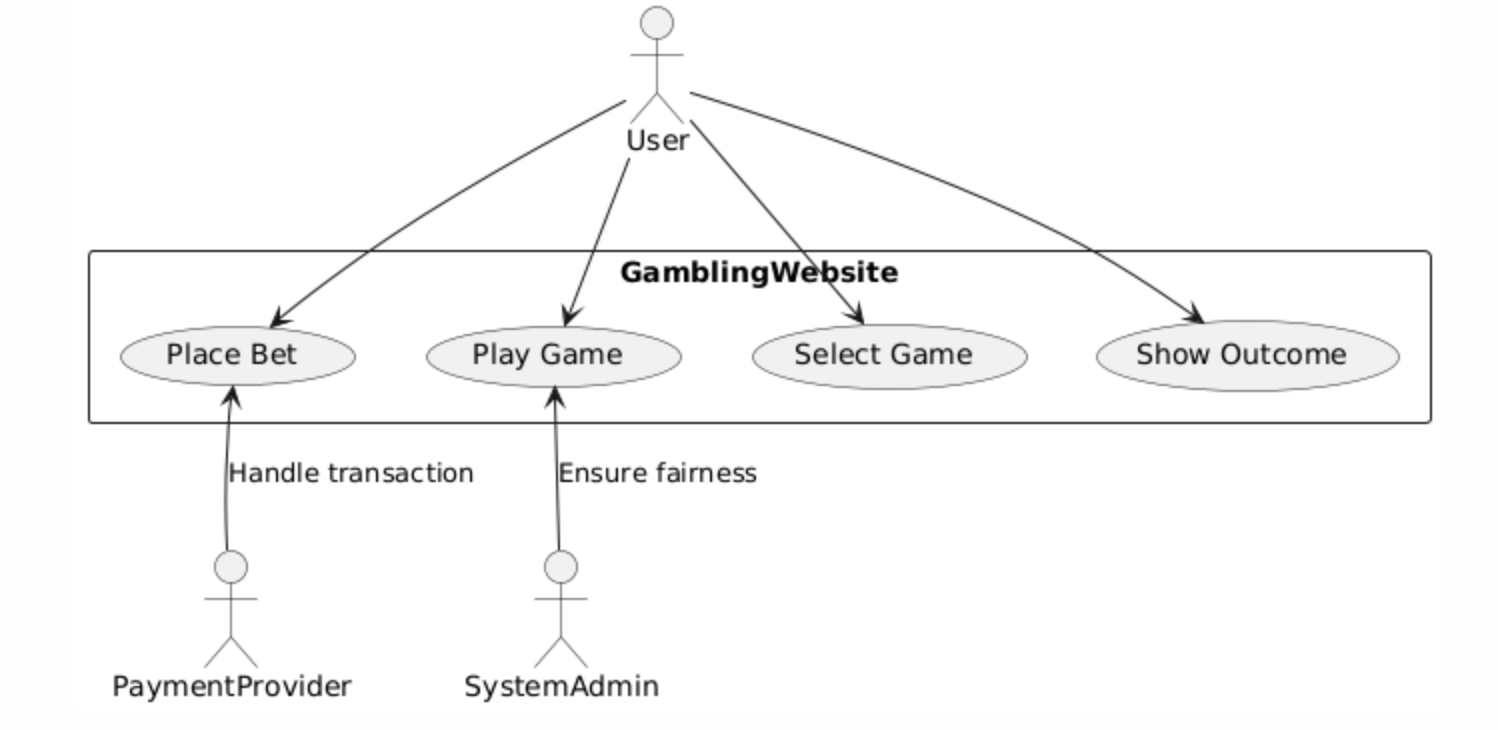 User
GamblingWebsite
Place Bet
Play Game
Select Game
Show Outcome
Handle transaction
Ensure fairness
PaymentProvider
SystemAdmin